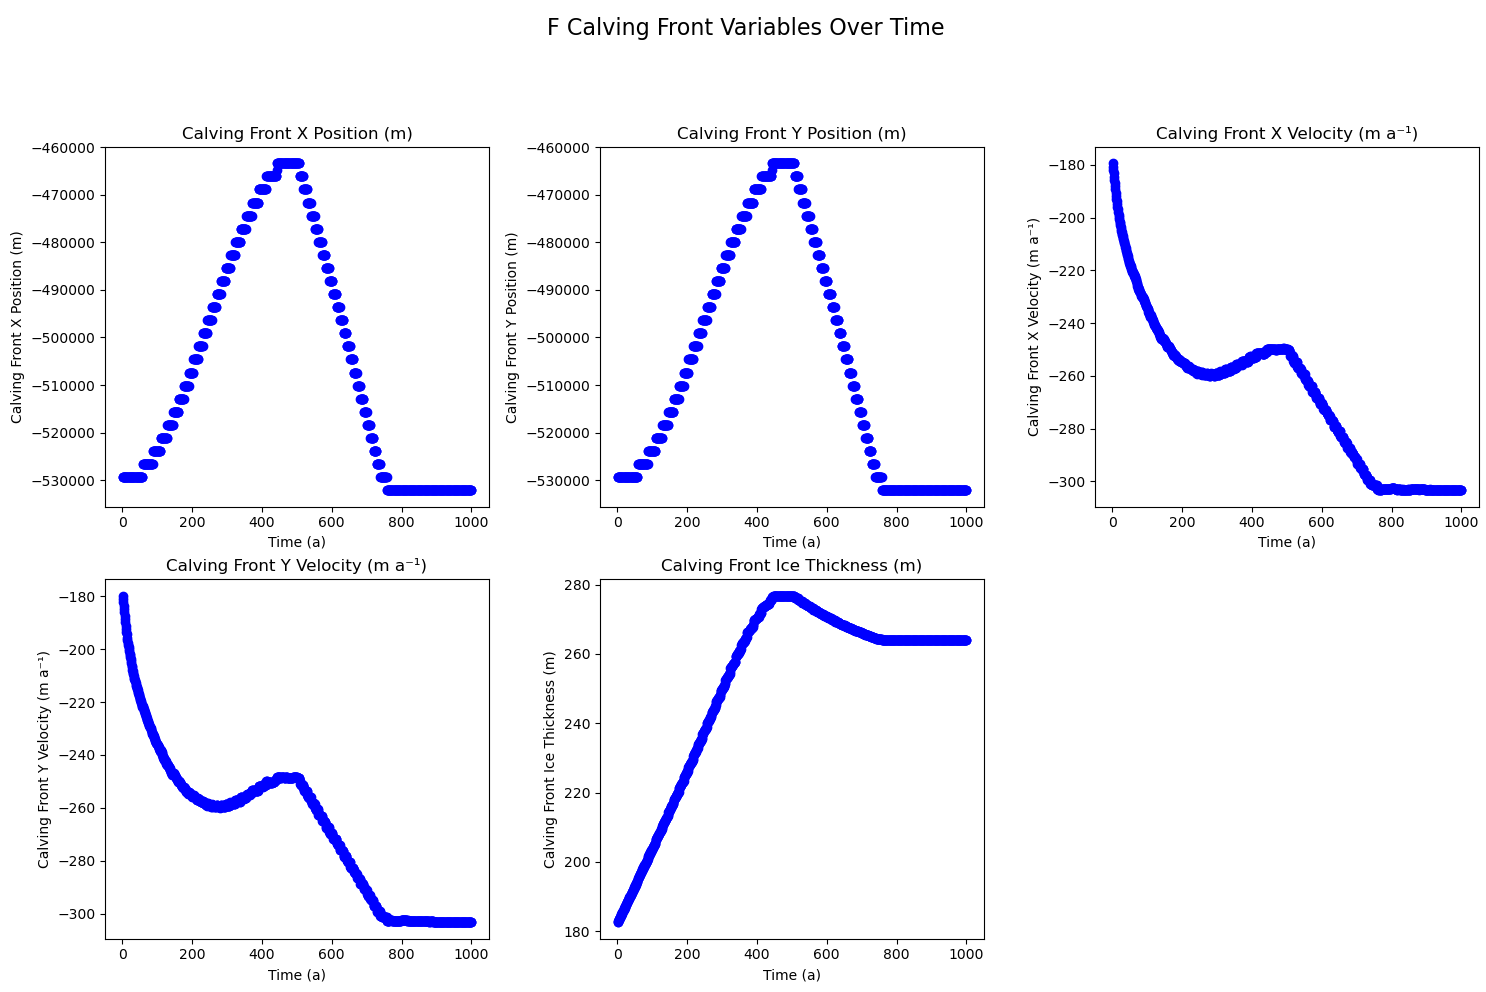 F Calving Front Variables Over Time
Calving Front X Position (m)
Calving Front X Position (m)
−460000
−470000
−480000
−490000
−500000
−510000
−520000
−530000
0 200 400 600 800 1000
Time (a)
Calving Front Y Position (m)
Calving Front Y Position (m)
−460000
−470000
−480000
−490000
−500000
−510000
−520000
−530000
0 200 400 600 800 1000
Time (a)
Calving Front X Velocity (m a⁻¹)
Calving Front X Velocity (m a⁻¹)
−180
−200
−220
−240
−260
−280
−300
0 200 400 600 800 1000
Time (a)
Calving Front Y Velocity (m a⁻¹)
Calving Front Y Velocity (m a⁻¹)
−180
−200
−220
−240
−260
−280
−300
0 200 400 600 800 1000
Time (a)
Calving Front Ice Thickness (m)
Calving Front Ice Thickness (m)
280
260
240
220
200
180
0 200 400 600 800 1000
Time (a)